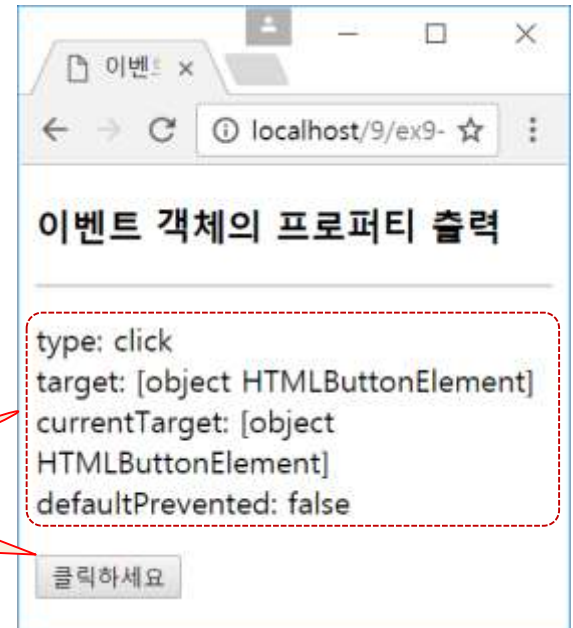 이벤트
localhost/9/ex9-
이벤트 객체의 프로퍼티 출력
type: click
target: [object HTMLButtonElement]
currentTarget: [object
HTMLButtonElement]
defaultPrevented: false
클릭하세요